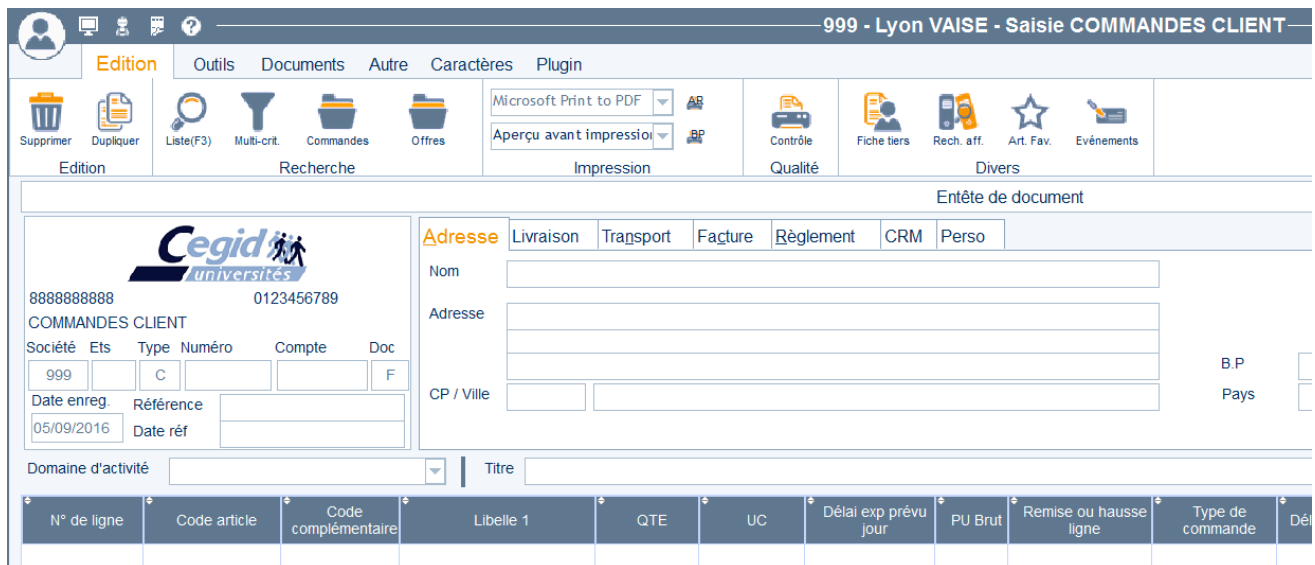 999 - Lyon VAISE - Saisie COMMANDES CLIENT
Edition Outils Documents Autre Caractères Plugin
Microsoft Print to PDF AR
Aperçu avant impression BP
Supprimer Dupliquer Liste(F3) Multi-crit. Commandes Offres Contrôle Fiche tiers Rech. aff. Art. Fav. Evénements
Edition Recherche Impression Qualité Divers
Entête de document
Cegid
universités
8888888888 0123456789
COMMANDES CLIENT
Société Ets Type Numéro Compte Doc
999 C F
Date enreg. Référence
05/09/2016 Date réf
Adresse Livraison Transport Facture Règlement CRM Perso
Nom
Adresse
B.P
CP / Ville Pays
Domaine d'activité Titre
N° de ligne Code article Code complémentaire Libelle 1 QTE UC Délai exp prévu jour PU Brut Remise ou hausse ligne Type de commande Dél